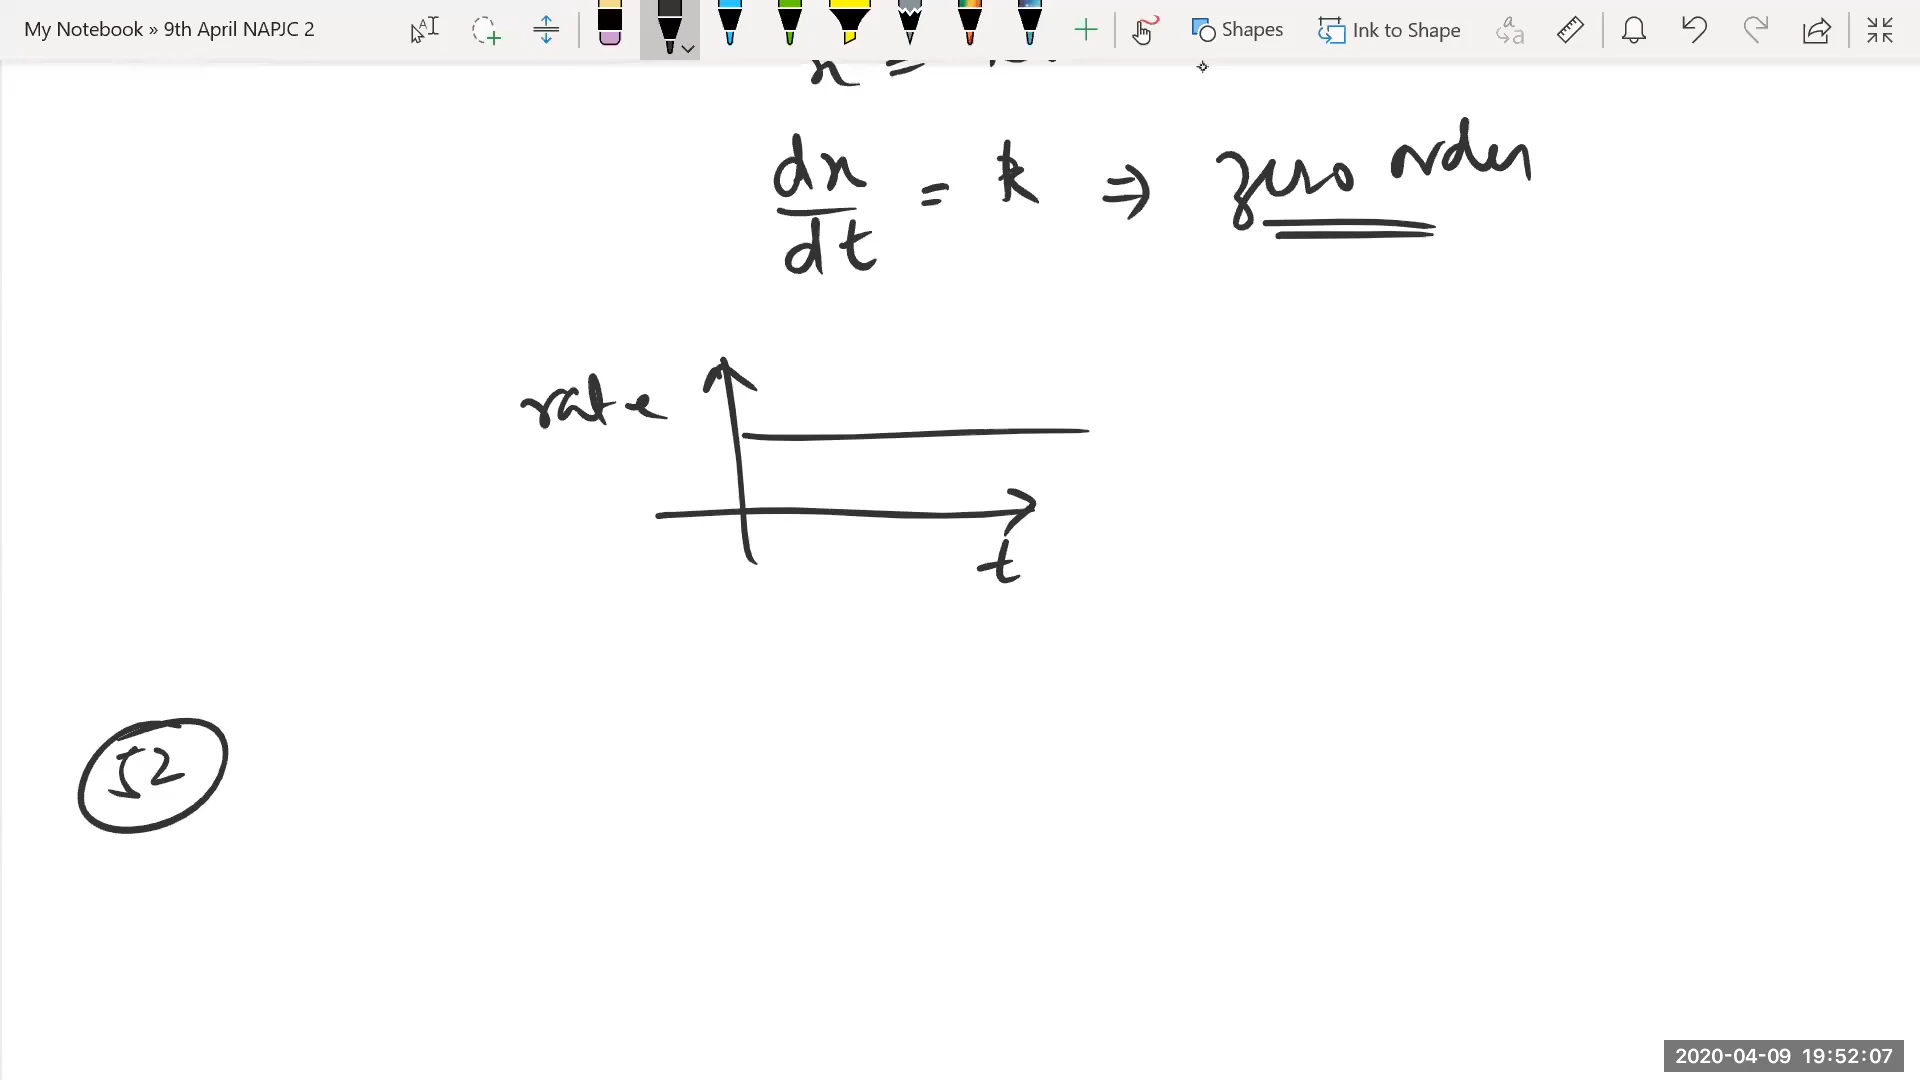 My Notebook » 9th April NAPJC 2
Shapes
Ink to Shape
x =
dx/dt = k ⇒ zero order
rate
t
52
2020-04-09 19:52:07